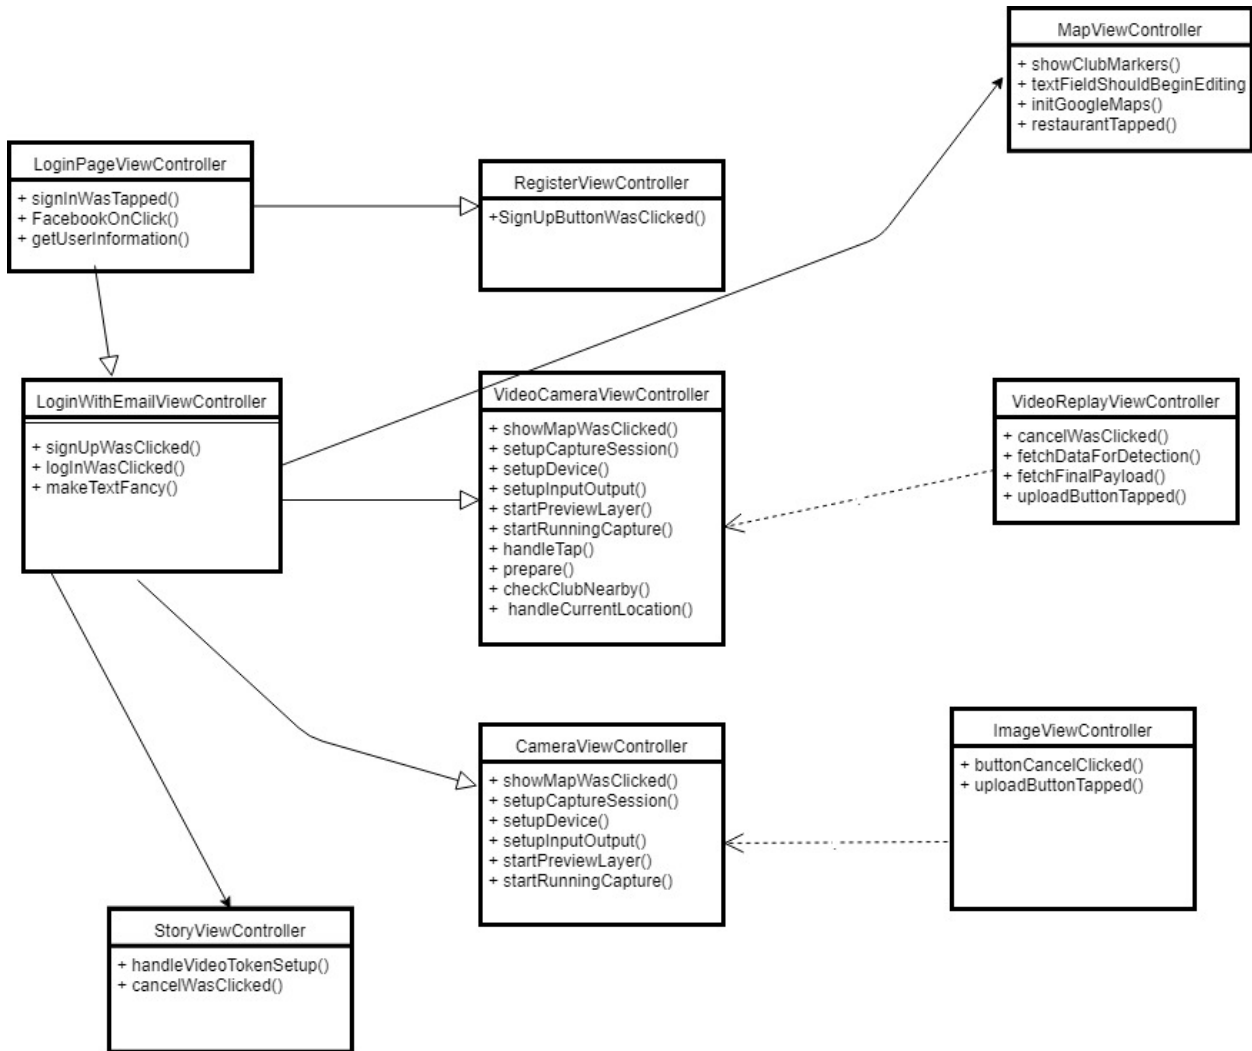 MapViewController
+ showClubMarkers()
+ textFieldShouldBeginEditing
+ initGoogleMaps()
+ restaurantTapped()
LoginPageViewController
+ signInWasTapped()
+ FacebookOnClick()
+ getUserInformation()
RegisterViewController
+SignUpButtonWasClicked()
LoginWithEmailViewController
+ signUpWasClicked()
+ logInWasClicked()
+ makeTextFancy()
VideoCameraViewController
+ showMapWasClicked()
+ setupCaptureSession()
+ setupDevice()
+ setupInputOutput()
+ startPreviewLayer()
+ startRunningCapture()
+ handleTap()
+ prepare()
+ checkClubNearby()
+ handleCurrentLocation()
VideoReplayViewController
+ cancelWasClicked()
+ fetchDataForDetection()
+ fetchFinalPayload()
+ uploadButtonTapped()
CameraViewController
+ showMapWasClicked()
+ setupCaptureSession()
+ setupDevice()
+ setupInputOutput()
+ startPreviewLayer()
+ startRunningCapture()
ImageViewController
+ buttonCancelClicked()
+ uploadButtonTapped()
StoryViewController
+ handleVideoTokenSetup()
+ cancelWasClicked()